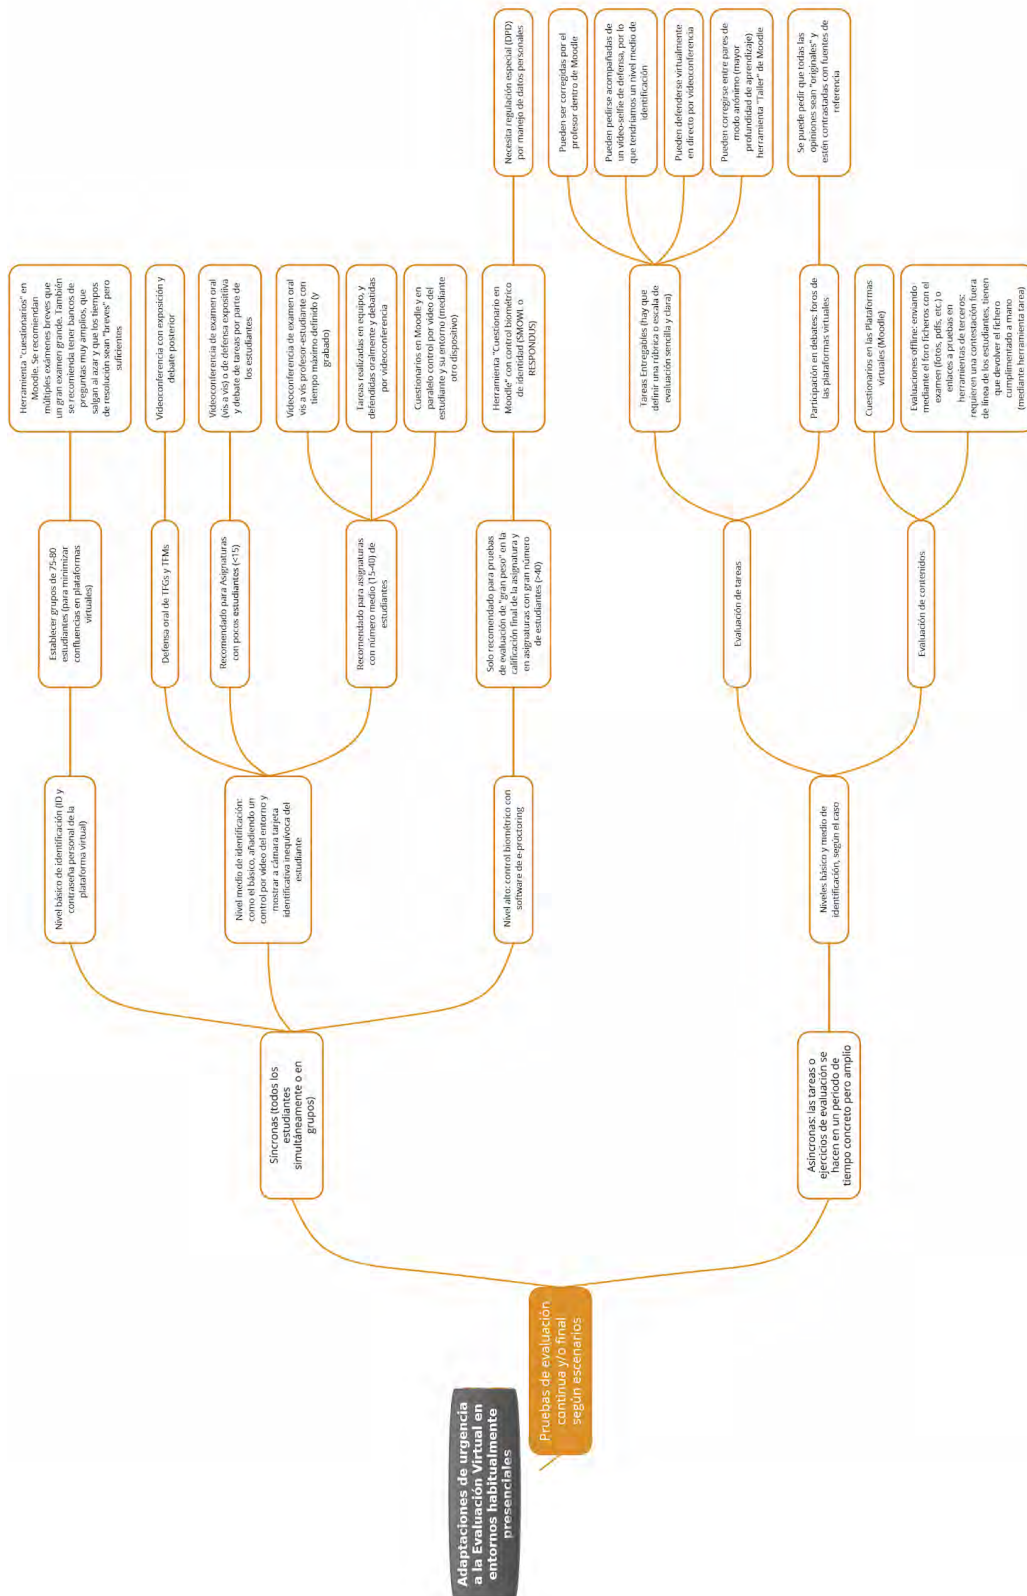 Adaptaciones de urgencia
a la Evaluación Virtual en
entornos habitualmente
presenciales
Pruebas de evaluación
continua y/o final
según escenarios
Síncronas (todos los
estudiantes
simultáneamente o en
grupos)
Nivel básico de identificación (ID y
contraseña personal de la
plataforma virtual)
Establecer grupos de 75-80
estudiantes (para minimizar
confluencias en plataformas
virtuales)
Herramienta "cuestionarios" en
Moodle. Se recomiendan
múltiples exámenes breves que
un gran examen grande. También
se recomienda tener bancos de
preguntas muy amplios, que
salgan al azar y que los tiempos
de resolución sean "breves" pero
suficientes
Nivel medio de identificación:
como el básico, añadiendo un
control por vídeo del entorno y
mostrar a cámara tarjeta
identificativa inequívoca del
estudiante
Defensa oral de TFGs y TFMs
Videoconferencia con exposición y
debate posterior
Recomendado para Asignaturas
con pocos estudiantes (<15)
Videoconferencia de examen oral
(vis a vis) o de defensa expositiva
y debate de tareas por parte de
los estudiantes
Recomendado para asignaturas
con número medio (15-40) de
estudiantes
Videoconferencia de examen oral
vis a vis profesor-estudiante con
tiempo máximo definido (y
grabado)
Tareas realizadas en equipo, y
defendidas oralmente y debatidas
por videoconferencia
Cuestionarios en Moodle y en
paralelo control por vídeo del
estudiante y su entorno (mediante
otro dispositivo)
Nivel alto: control biométrico con
software de e-proctoring
Solo recomendado para pruebas
de evaluación de "gran peso" en la
calificación final de la asignatura y
en asignaturas con gran número
de estudiantes (>40)
Herramienta "Cuestionario en
Moodle" con control biométrico
de identidad (SMOWL o
RESPONDUS)
Necesita regulación especial (DPD)
por manejo de datos personales
Asíncronas: las tareas o
ejercicios de evaluación se
hacen en un periodo de
tiempo concreto pero amplio
Niveles básico y medio de
identificación, según el caso
Evaluación de tareas
Tareas Entregables (hay que
definir una rúbrica o escala de
evaluación sencilla y clara)
Pueden ser corregidas por el
profesor dentro de Moodle
Pueden pedirse acompañadas de
un vídeo-selfie de defensa, por lo
que tendríamos un nivel medio de
identificación
Pueden defenderse virtualmente
en directo por videoconferencia
Pueden corregirse entre pares de
modo anónimo (mayor
profundidad de aprendizaje)
herramienta "Taller" de Moodle
Participación en debates: foros de
las plataformas virtuales
Se puede pedir que todas las
opiniones sean "originales" y
estén contrastadas con fuentes de
referencia
Evaluación de contenidos
Cuestionarios en las Plataformas
virtuales (Moodle)
Evaluaciones offline: enviando
mediante el foro ficheros con el
examen (fotos, pdfs, etc.) o
enlaces a pruebas en
herramientas de terceros:
requieren una contestación fuera
de línea de los estudiantes, tienen
que devolver el fichero
cumplimentado a mano
(mediante herramienta tarea)